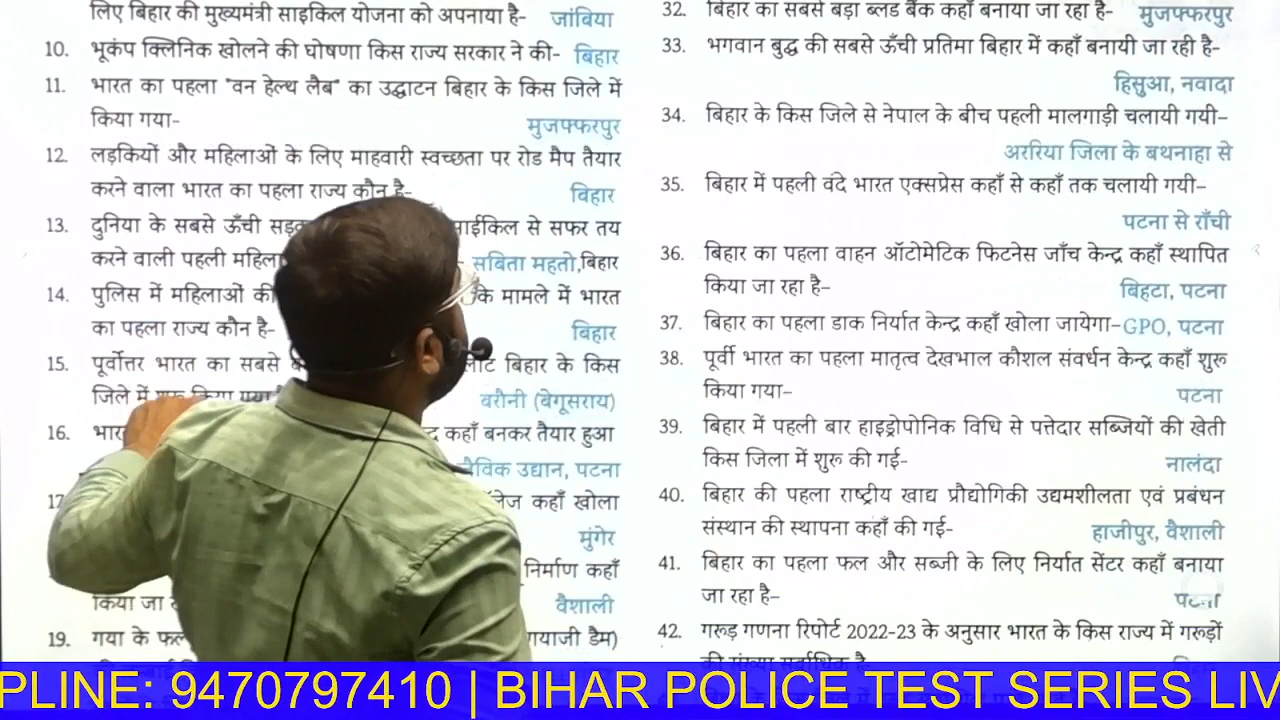 लिए बिहार की मुख्यमंत्री साइकिल योजना को अपनाया है- जांबिया
10. भूकंप क्लिनिक खोलने की घोषणा किस राज्य सरकार ने की- बिहार
11. भारत का पहला "वन हेल्थ लैब" का उद्घाटन बिहार के किस जिले में
किया गया- मुजफ्फरपुर
12. लड़कियों और महिलाओं के लिए माहवारी स्वच्छता पर रोड मैप तैयार
करने वाला भारत का पहला राज्य कौन है- बिहार
13. दुनिया के सबसे ऊँची साईकिल से सफर तय
करने वाली पहली महिला सबिता महतो,बिहार
14. पुलिस में महिलाओं की के मामले में भारत
का पहला राज्य कौन है- बिहार
15. पूर्वोत्तर भारत का सबसे बिहार के किस
जिले में शुरू किया गया बरौनी (बेगूसराय)
16. कहाँ बनकर तैयार हुआ
उद्यान, पटना
17 कहाँ खोला
मुंगेर
निर्माण कहाँ
किया जा वैशाली
19. गया के गयाजी डैम)
32. बिहार का सबसे बड़ा ब्लड बैंक कहाँ बनाया जा रहा है- मुजफ्फरपुर
33. भगवान बुद्ध की सबसे ऊँची प्रतिमा बिहार में कहाँ बनायी जा रही है-
हिसुआ, नवादा
34. बिहार के किस जिले से नेपाल के बीच पहली मालगाड़ी चलायी गयी-
अररिया जिला के बथनाहा से
35. बिहार में पहली वंदे भारत एक्सप्रेस कहाँ से कहाँ तक चलायी गयी-
पटना से राँची
36. बिहार का पहला वाहन ऑटोमेटिक फिटनेस जाँच केन्द्र कहाँ स्थापित
किया जा रहा है- बिहटा, पटना
37. बिहार का पहला डाक निर्यात केन्द्र कहाँ खोला जायेगा-GPO, पटना
38. पूर्वी भारत का पहला मातृत्व देखभाल कौशल संवर्धन केन्द्र कहाँ शुरू
किया गया- पटना
39. बिहार में पहली बार हाइड्रोपोनिक विधि से पत्तेदार सब्जियों की खेती
किस जिला में शुरू की गई- नालंदा
40. बिहार की पहला राष्ट्रीय खाद्य प्रौद्योगिकी उद्यमशीलता एवं प्रबंधन
संस्थान की स्थापना कहाँ की गई- हाजीपुर, वैशाली
41. बिहार का पहला फल और सब्जी के लिए निर्यात सेंटर कहाँ बनाया
जा रहा है- पटना
42. गरूड़ गणना रिपोर्ट 2022-23 के अनुसार भारत के किस राज्य में गरूड़ों
की संख्या सर्वाधिक है-
PLINE: 9470797410 | BIHAR POLICE TEST SERIES LIV